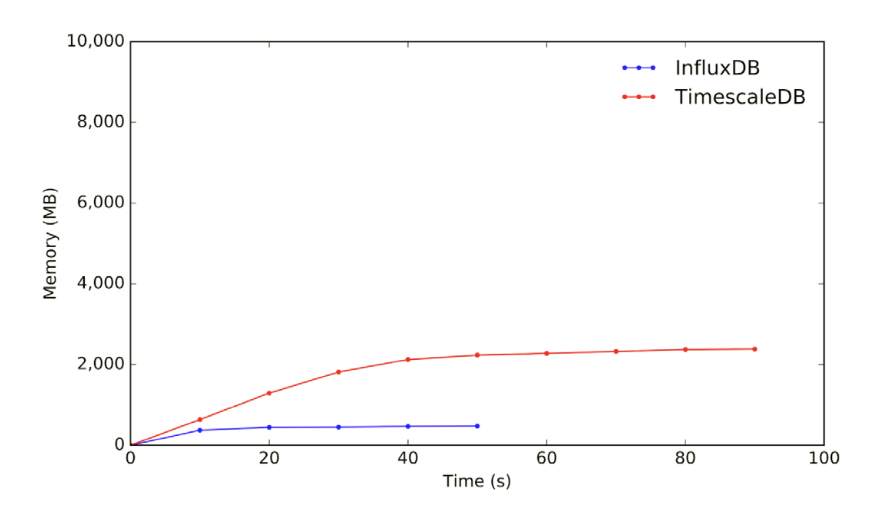 10,000
InfluxDB
TimescaleDB
8,000
6,000
Memory (MB)
4,000
2,000
0
0 20 40 60 80 100
Time (s)